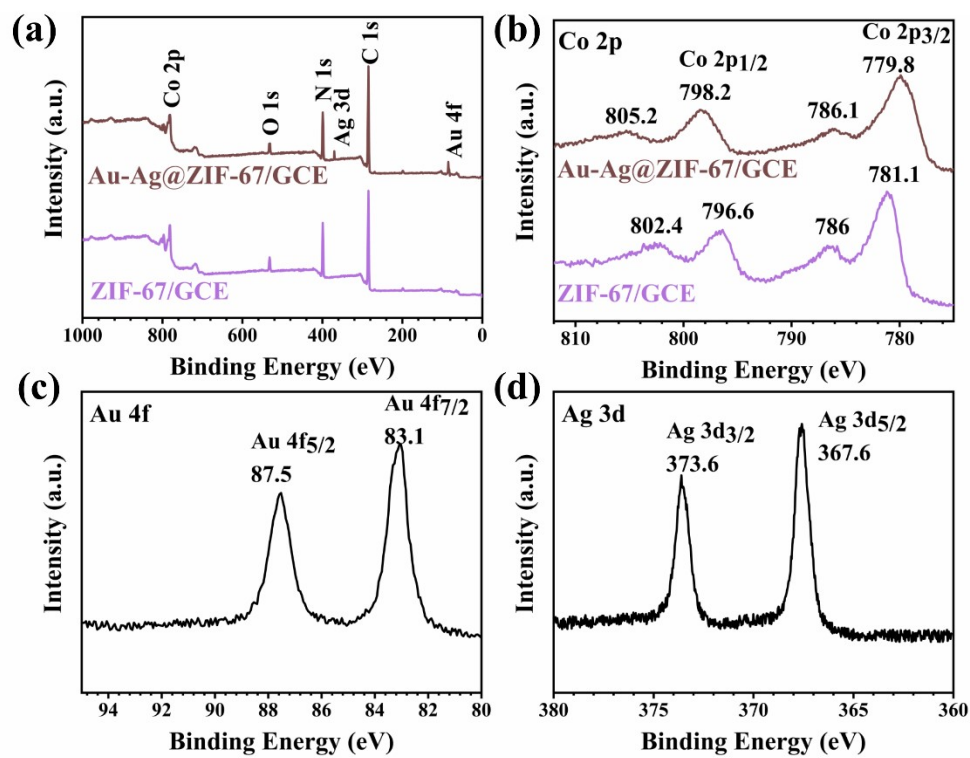 (a)
Co 2p
O 1s
N 1s
Ag 3d
C 1s
Au 4f
Au-Ag@ZIF-67/GCE
ZIF-67/GCE
Intensity (a.u.)
1000 800 600 400 200 0
Binding Energy (eV)
(b)
Co 2p
Co 2p3/2
779.8
Co 2p1/2
798.2
805.2
786.1
Au-Ag@ZIF-67/GCE
781.1
796.6
802.4
786
ZIF-67/GCE
Intensity (a.u.)
810 800 790 780
Binding Energy (eV)
(c)
Au 4f
Au 4f7/2
83.1
Au 4f5/2
87.5
Intensity (a.u.)
94 92 90 88 86 84 82 80
Binding Energy (eV)
(d)
Ag 3d
Ag 3d3/2
373.6
Ag 3d5/2
367.6
Intensity (a.u.)
380 375 370 365 360
Binding Energy (eV)